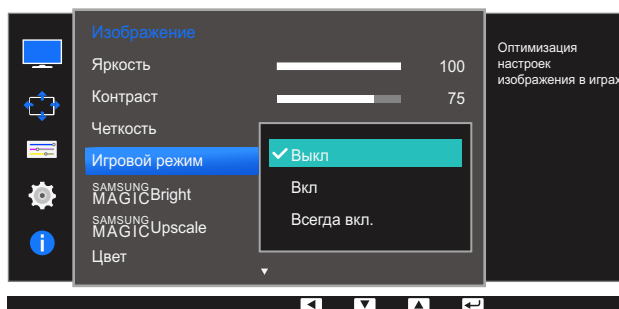 Изображение
Яркость 100
Контраст 75
Четкость
Игровой режим
SAMSUNG
MAGICBright
SAMSUNG
MAGICUpscale
Цвет
Выкл
Вкл
Всегда вкл.
Оптимизация
настроек
изображения в играх